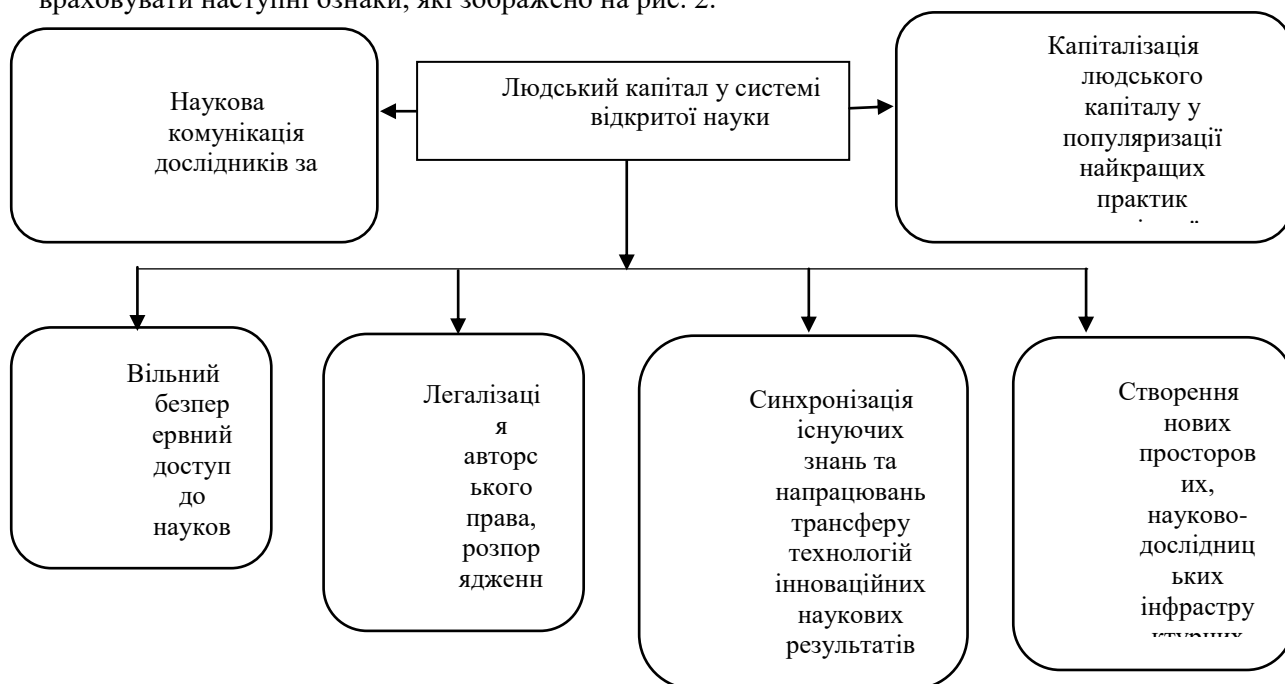 враховувати наступні ознаки, які зображено на рис. 2.
Наукова
комунікація
дослідників за
Людський капітал у системі
відкритої науки
Капіталізація
людського
капіталу у
популяризації
найкращих
практик
Вільний
безпер
ервний
доступ
до
науков
Легалізаці
я
авторс
ького
права,
розпор
ядженн
Синхронізація
існуючих
знань та
напрацювань
трансферу
технологій
інноваційних
наукових
результатів
Створення
нових
просторов
их,
науково-
дослідниц
ьких
інфрастру
ктурних